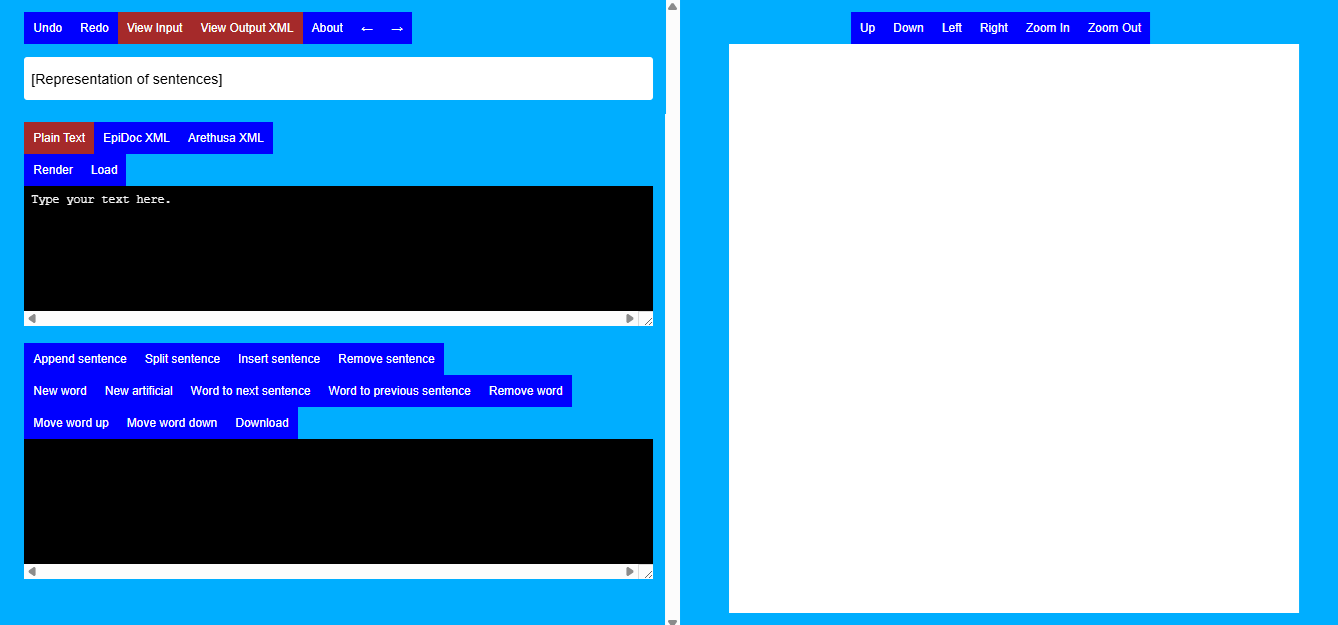 Undo Redo View Input View Output XML About ← →
[Representation of sentences]
Plain Text EpiDoc XML Arethusa XML
Render Load
Type your text here.
Append sentence Split sentence Insert sentence Remove sentence
New word New artificial Word to next sentence Word to previous sentence Remove word
Move word up Move word down Download
Up Down Left Right Zoom In Zoom Out